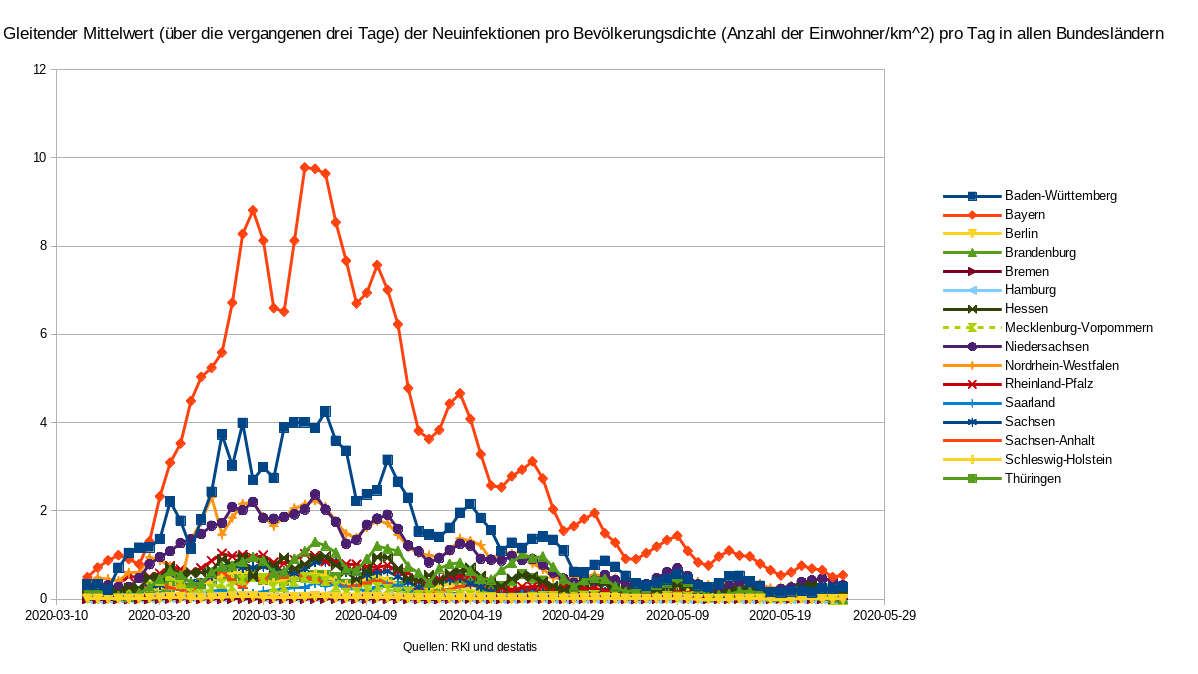 Gleitender Mittelwert (über die vergangenen drei Tage) der Neuinfektionen pro Bevölkerungsdichte (Anzahl der Einwohner/km^2) pro Tag in allen Bundesländern
12
10
8
6
4
2
0
2020-03-10 2020-03-20 2020-03-30 2020-04-09 2020-04-19 2020-04-29 2020-05-09 2020-05-19 2020-05-29
Quellen: RKI und destatis
Baden-Württemberg
Bayern
Berlin
Brandenburg
Bremen
Hamburg
Hessen
Mecklenburg-Vorpommern
Niedersachsen
Nordrhein-Westfalen
Rheinland-Pfalz
Saarland
Sachsen
Sachsen-Anhalt
Schleswig-Holstein
Thüringen